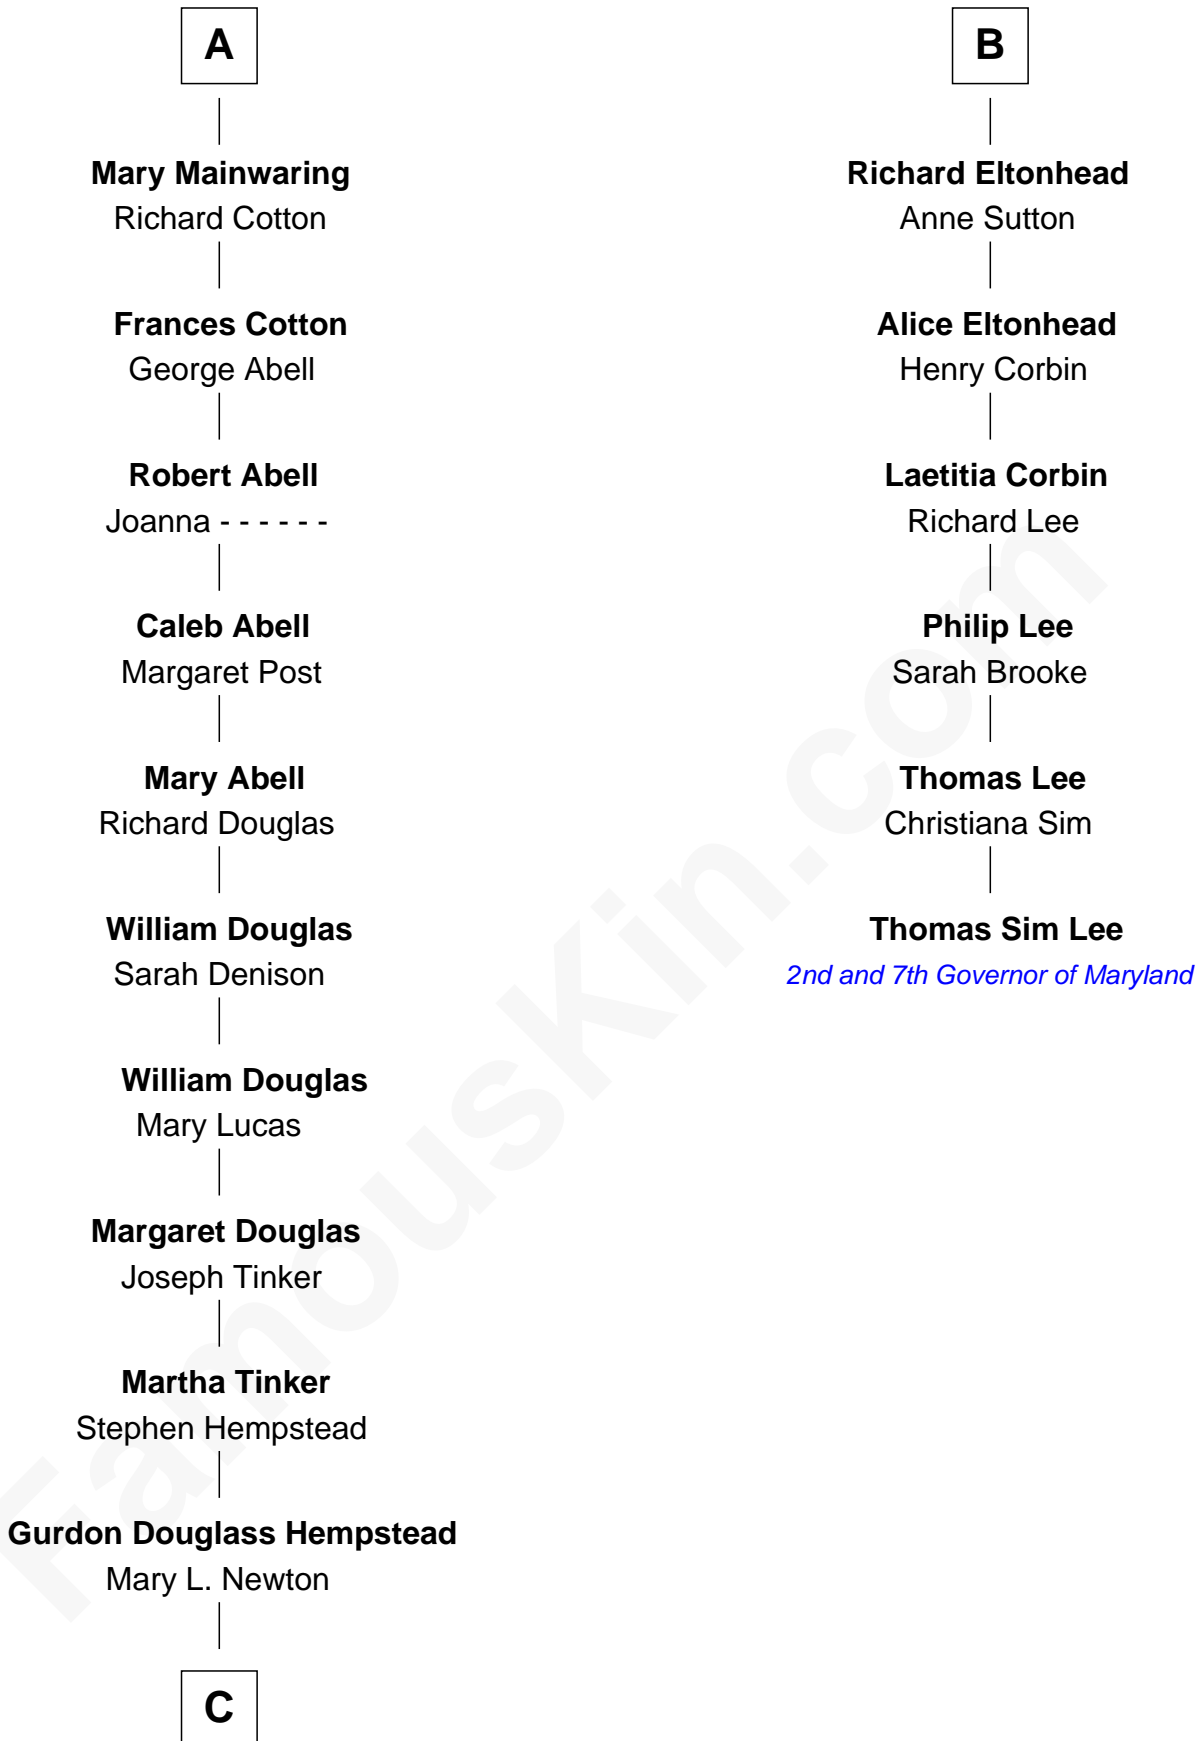 A
Mary Mainwaring
Richard Cotton
Frances Cotton
George Abell
Robert Abell
Joanna - - - - - -
Caleb Abell
Margaret Post
Mary Abell
Richard Douglas
William Douglas
Sarah Denison
William Douglas
Mary Lucas
Margaret Douglas
Joseph Tinker
Martha Tinker
Stephen Hempstead
Gurdon Douglass Hempstead
Mary L. Newton
C
B
Richard Eltonhead
Anne Sutton
Alice Eltonhead
Henry Corbin
Laetitia Corbin
Richard Lee
Philip Lee
Sarah Brooke
Thomas Lee
Christiana Sim
Thomas Sim Lee
2nd and 7th Governor of Maryland
FamousKin.com